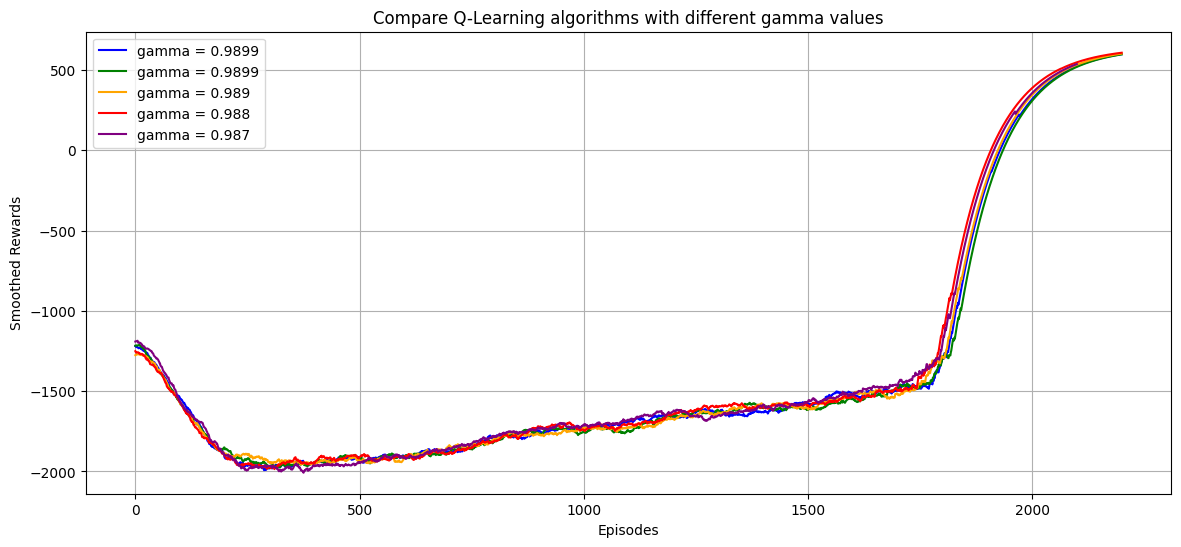 Compare Q-Learning algorithms with different gamma values
gamma = 0.9899
gamma = 0.9899
gamma = 0.989
gamma = 0.988
gamma = 0.987
500
0
−500
−1000
−1500
−2000
Smoothed Rewards
0 500 1000 1500 2000
Episodes